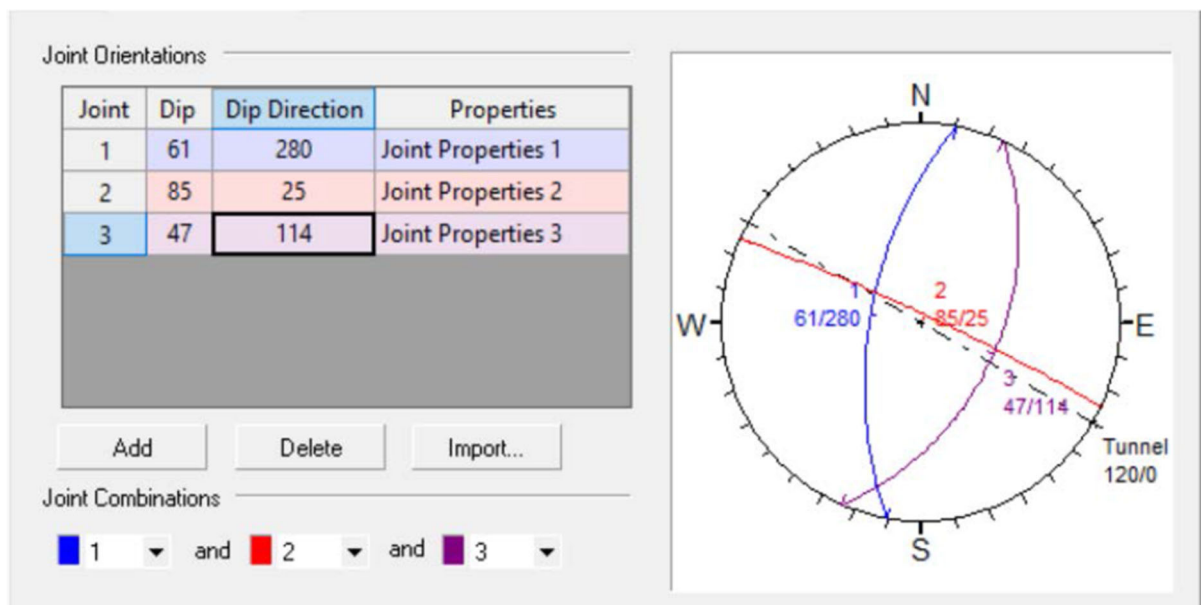 Joint Orientations
Joint Dip Dip Direction Properties
1 61 280 Joint Properties 1
2 85 25 Joint Properties 2
3 47 114 Joint Properties 3
Add Delete Import...
Joint Combinations
1 and 2 and 3
N
W
E
S
1
61/280
2
85/25
3
47/114
Tunnel
120/0